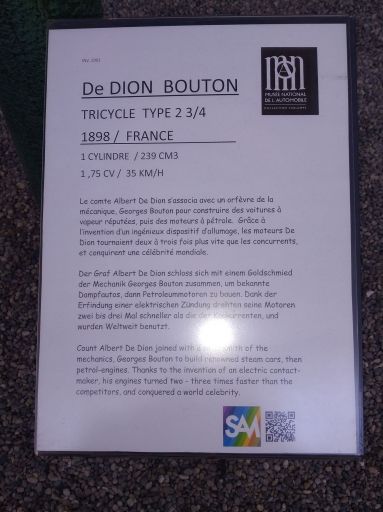 De DION BOUTON
MUSÉE NATIONAL
DE L'AUTOMOBILE
TRICYCLE TYPE 2 3/4
1898 / FRANCE
1 CYLINDRE / 239 CM3
1 ,75 CV / 35 KM/H
Le comte Albert De Dion s'associa avec un orfèvre de la
mécanique, Georges Bouton pour construire des voitures à
vapeur réputées, puis des moteurs à pétrole. Grâce à
l'invention d'un ingénieux dispositif d'allumage, les moteurs De
Dion tournaient deux à trois fois plus vite que les concurrents,
et conquirent une célébrité mondiale.
Der Graf Albert De Dion schloss sich mit einem Goldschmied
der Mechanik Georges Bouton zusammen, um bekannte
Dampfautos, dann Petroleummotoren zu bauen. Dank der
Erfindung einer elektrischen Zündung drehten seine Motoren
zwei bis drei Mal schneller als die der Konkurrenten, und
wurden Weltweit benutzt.
Count Albert De Dion joined with of the
mechanics, Georges Bouton to build renowned steam cars, then
petrol-engines. Thanks to the invention of an electric contact-
maker, his engines turned two - three times faster than the
competitors, and conquered a world celebrity.
SAM